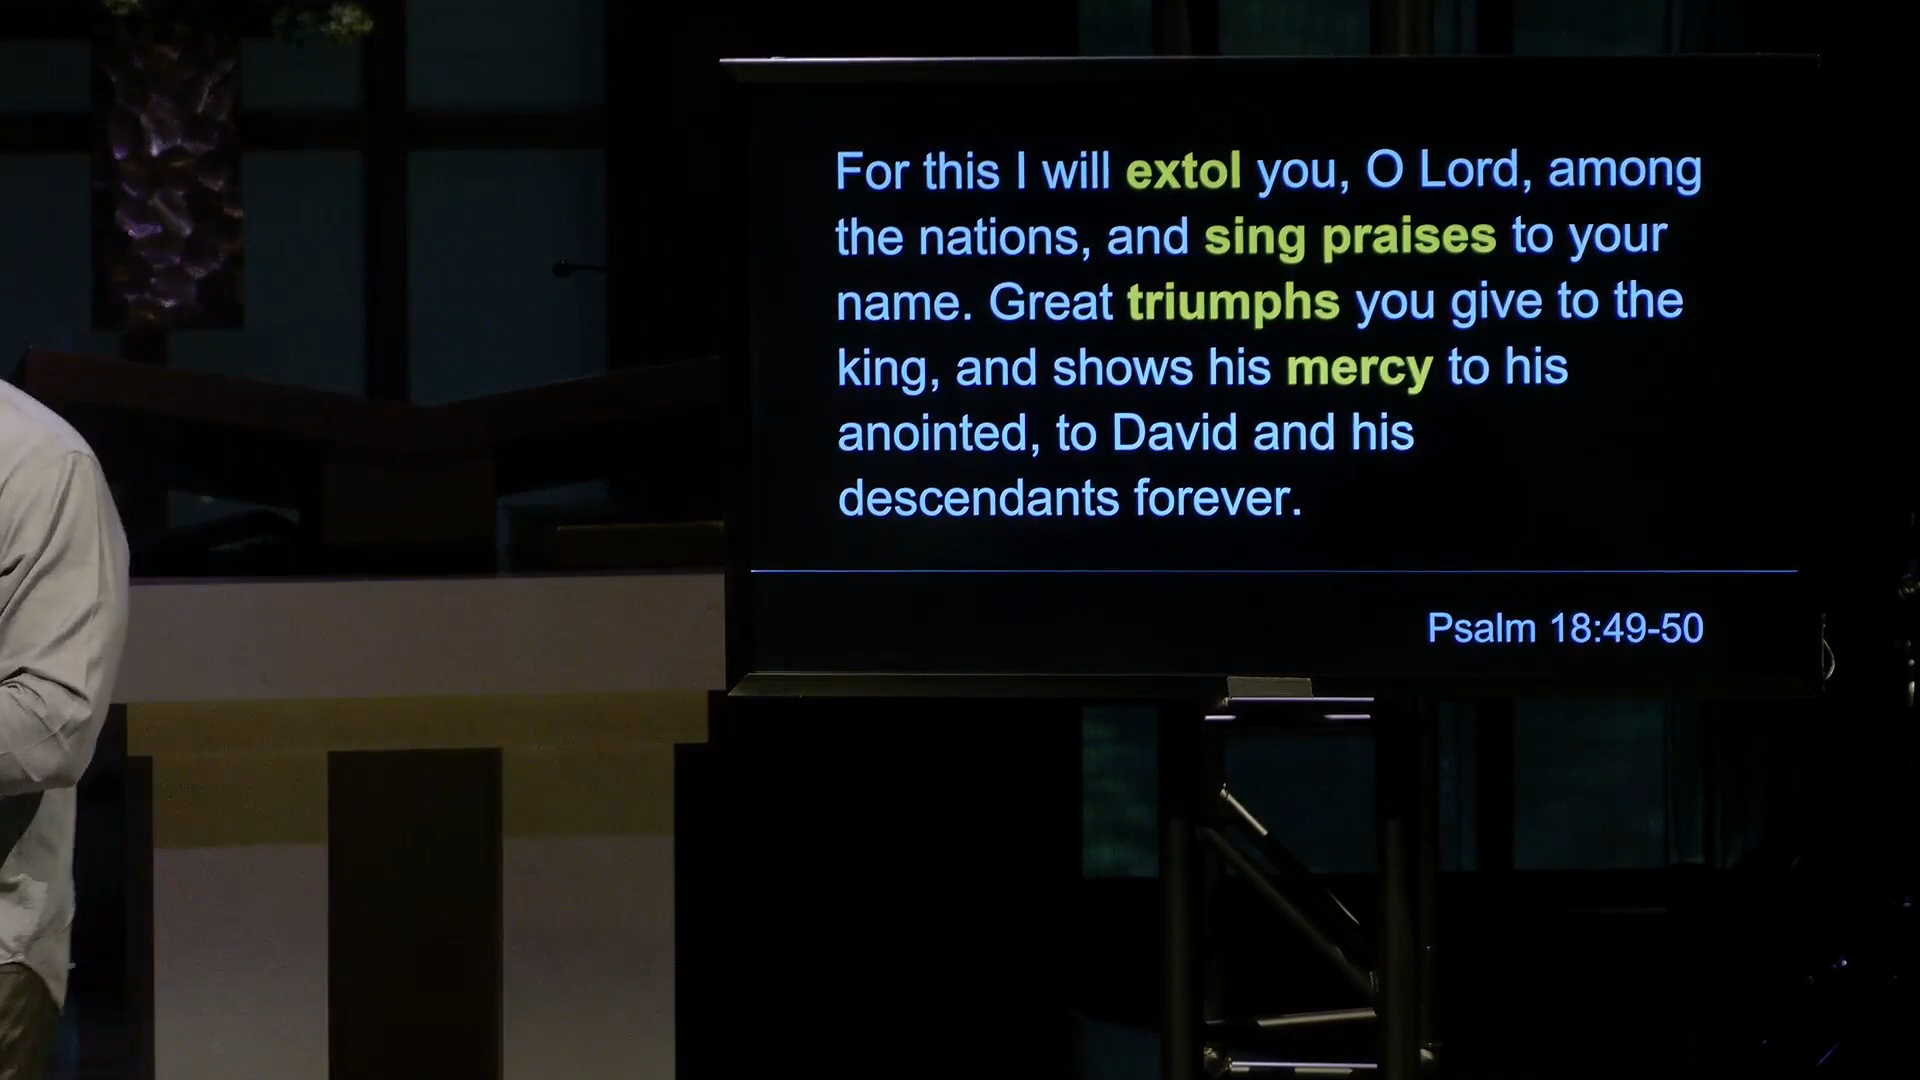 For this I will extol you, O Lord, among
the nations, and sing praises to your
name. Great triumphs you give to the
king, and shows his mercy to his
anointed, to David and his
descendants forever.
Psalm 18:49-50